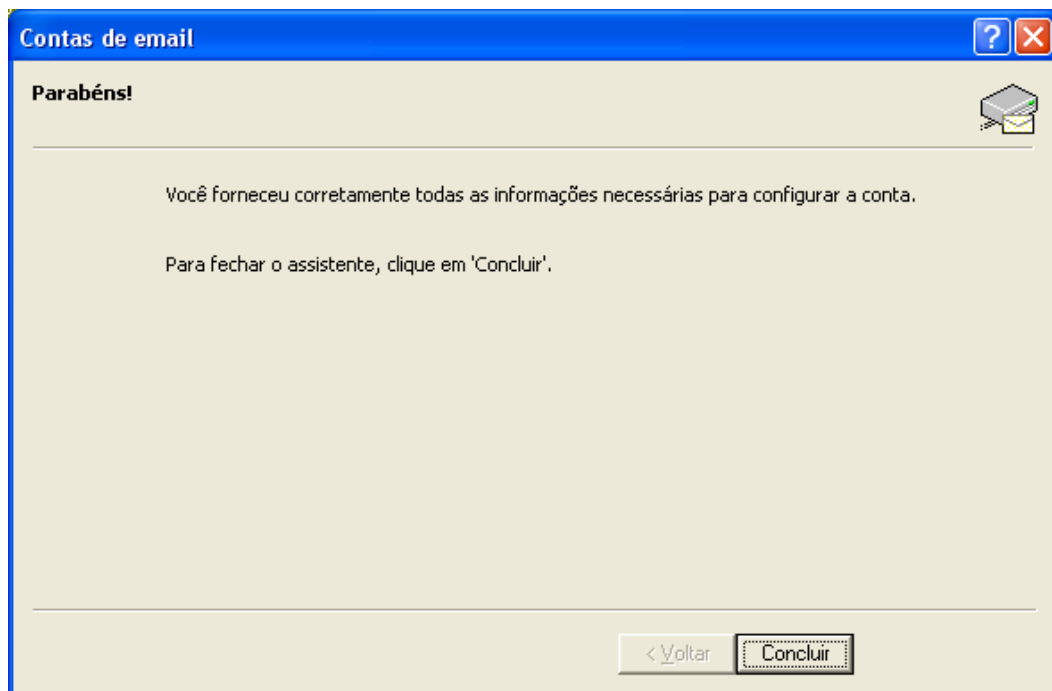 Contas de email
Parabéns!
Você forneceu corretamente todas as informações necessárias para configurar a conta.
Para fechar o assistente, clique em 'Concluir'.
< Voltar
Concluir